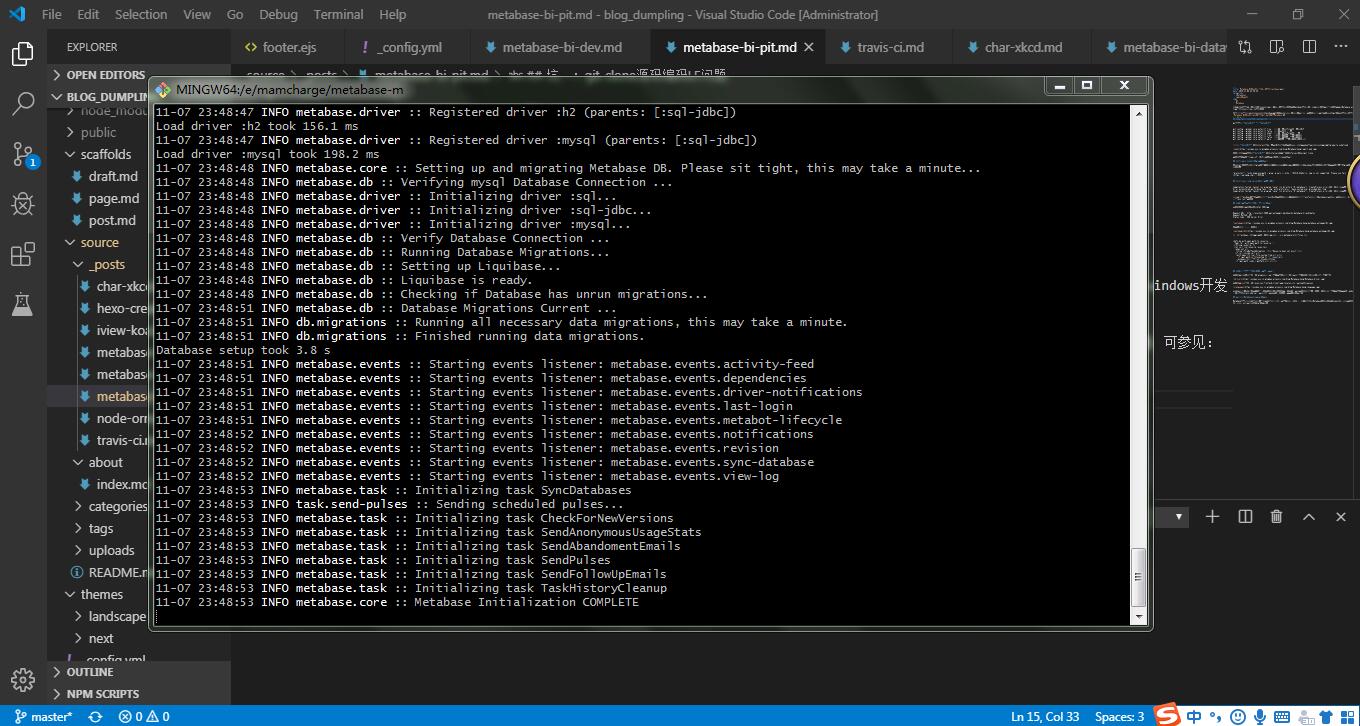 File Edit Selection View Go Debug Terminal Help metabase-bi-pit.md - blog_dumpling - Visual Studio Code [Administrator]
EXPLORER
footer.ejs _config.yml metabase-bi-dev.md metabase-bi-pit.md travis-ci.md char-xkcd.md metabase-bi-data
OPEN EDITORS
BLOG_DUMPLIN
public
scaffolds
draft.md
page.md
post.md
source
_posts
char-xkc
hexo-cre
iview-koa
metabase
metabase
metabase
node-orm
travis-ci.m
about
index.md
categories
tags
uploads
README.m
themes
landscape
next
_config.yml
OUTLINE
NPM SCRIPTS
MINGW64:/e/mamcharge/metabase-m
11-07 23:48:47 INFO metabase.driver :: Registered driver :h2 (parents: [:sql-jdbc])
Load driver :h2 took 156.1 ms
11-07 23:48:47 INFO metabase.driver :: Registered driver :mysql (parents: [:sql-jdbc])
Load driver :mysql took 198.2 ms
11-07 23:48:48 INFO metabase.core :: Setting up and migrating Metabase DB. Please sit tight, this may take a minute...
11-07 23:48:48 INFO metabase.db :: Verifying mysql Database Connection ...
11-07 23:48:48 INFO metabase.driver :: Initializing driver :sql...
11-07 23:48:48 INFO metabase.driver :: Initializing driver :sql-jdbc...
11-07 23:48:48 INFO metabase.driver :: Initializing driver :mysql...
11-07 23:48:48 INFO metabase.db :: Verify Database Connection ...
11-07 23:48:48 INFO metabase.db :: Running Database Migrations...
11-07 23:48:48 INFO metabase.db :: Setting up Liquibase...
11-07 23:48:48 INFO metabase.db :: Liquibase is ready.
11-07 23:48:48 INFO metabase.db :: Checking if Database has unrun migrations...
11-07 23:48:51 INFO metabase.db :: Database Migrations Current ...
11-07 23:48:51 INFO db.migrations :: Running all necessary data migrations, this may take a minute.
11-07 23:48:51 INFO db.migrations :: Finished running data migrations.
Database setup took 3.8 s
11-07 23:48:51 INFO metabase.events :: Starting events listener: metabase.events.activity-feed
11-07 23:48:51 INFO metabase.events :: Starting events listener: metabase.events.dependencies
11-07 23:48:51 INFO metabase.events :: Starting events listener: metabase.events.driver-notifications
11-07 23:48:51 INFO metabase.events :: Starting events listener: metabase.events.last-login
11-07 23:48:51 INFO metabase.events :: Starting events listener: metabase.events.metabot-lifecycle
11-07 23:48:52 INFO metabase.events :: Starting events listener: metabase.events.notifications
11-07 23:48:52 INFO metabase.events :: Starting events listener: metabase.events.revision
11-07 23:48:52 INFO metabase.events :: Starting events listener: metabase.events.sync-database
11-07 23:48:52 INFO metabase.events :: Starting events listener: metabase.events.view-log
11-07 23:48:53 INFO metabase.task :: Initializing task SyncDatabases
11-07 23:48:53 INFO task.send-pulses :: Sending scheduled pulses...
11-07 23:48:53 INFO metabase.task :: Initializing task CheckForNewVersions
11-07 23:48:53 INFO metabase.task :: Initializing task SendAnonymousUsageStats
11-07 23:48:53 INFO metabase.task :: Initializing task SendAbandomentEmails
11-07 23:48:53 INFO metabase.task :: Initializing task SendPulses
11-07 23:48:53 INFO metabase.task :: Initializing task SendFollowUpEmails
11-07 23:48:53 INFO metabase.task :: Initializing task TaskHistoryCleanup
11-07 23:48:53 INFO metabase.core :: Metabase Initialization COMPLETE
indows开发
可参见：
1
master* 0 0 Ln 15, Col 33 Spaces: 3 中